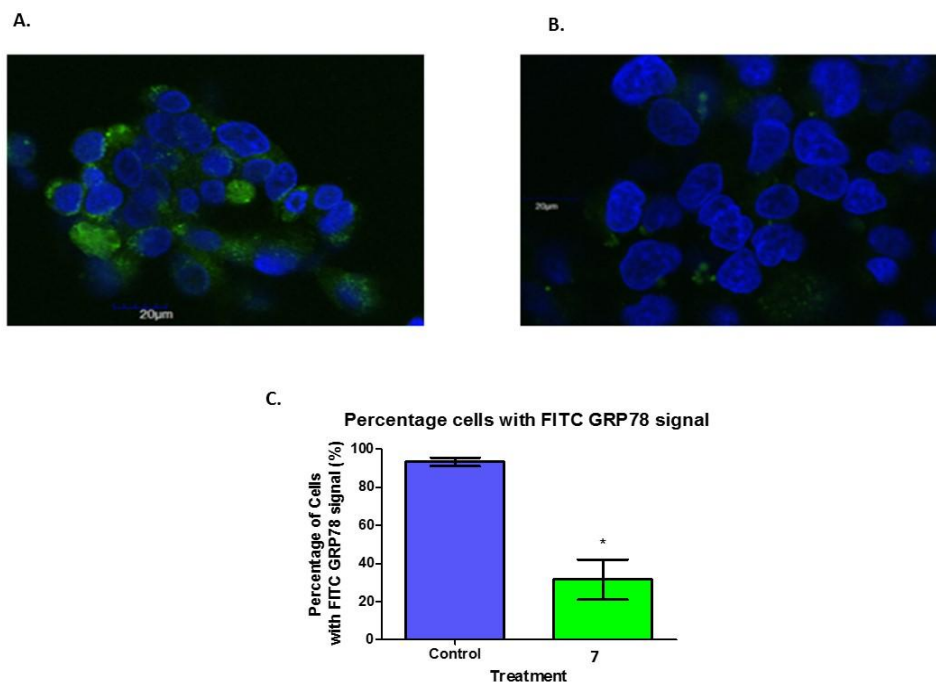 A.
B.
20µm
20µm
C.
Percentage cells with FITC GRP78 signal
Percentage of Cells
with FITC GRP78 signal (%)
100
80
60
40
20
0
*
Control
7
Treatment